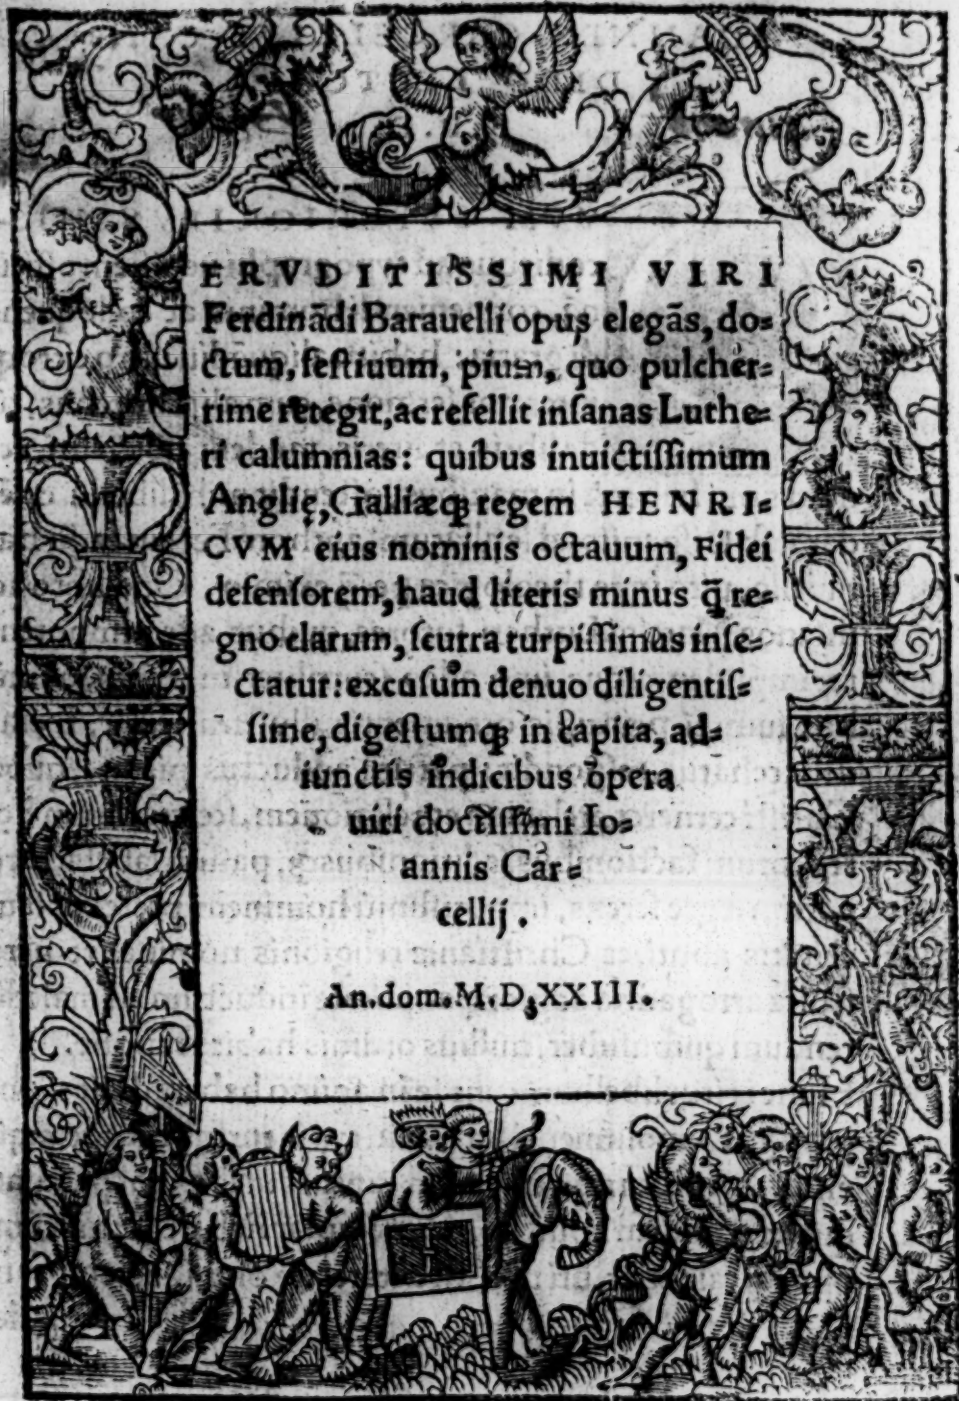 ERVDITISSIMI VIRI
Ferdinãdi Barauelli opus elegãs, do⸗
ctum, festiuum, pium, quo pulcher⸗
rime retegit, ac refellit insanas Luthe⸗
ri calumnias: quibus inuictissimum
Anglię, Galliæq; regem HENRI⸗
CVM eius nominis octauum, Fidei
defensorem, haud literis minus q̃ re⸗
gno clarum, scurra turpissimus inse⸗
ctatur: excusum denuo diligentis⸗
sime, digestumq; in capita, ad⸗
iunctis indicibus opera
uiri doctissimi Io⸗
annis Car⸗
cellij.
An.dom.M.D.XXIII.